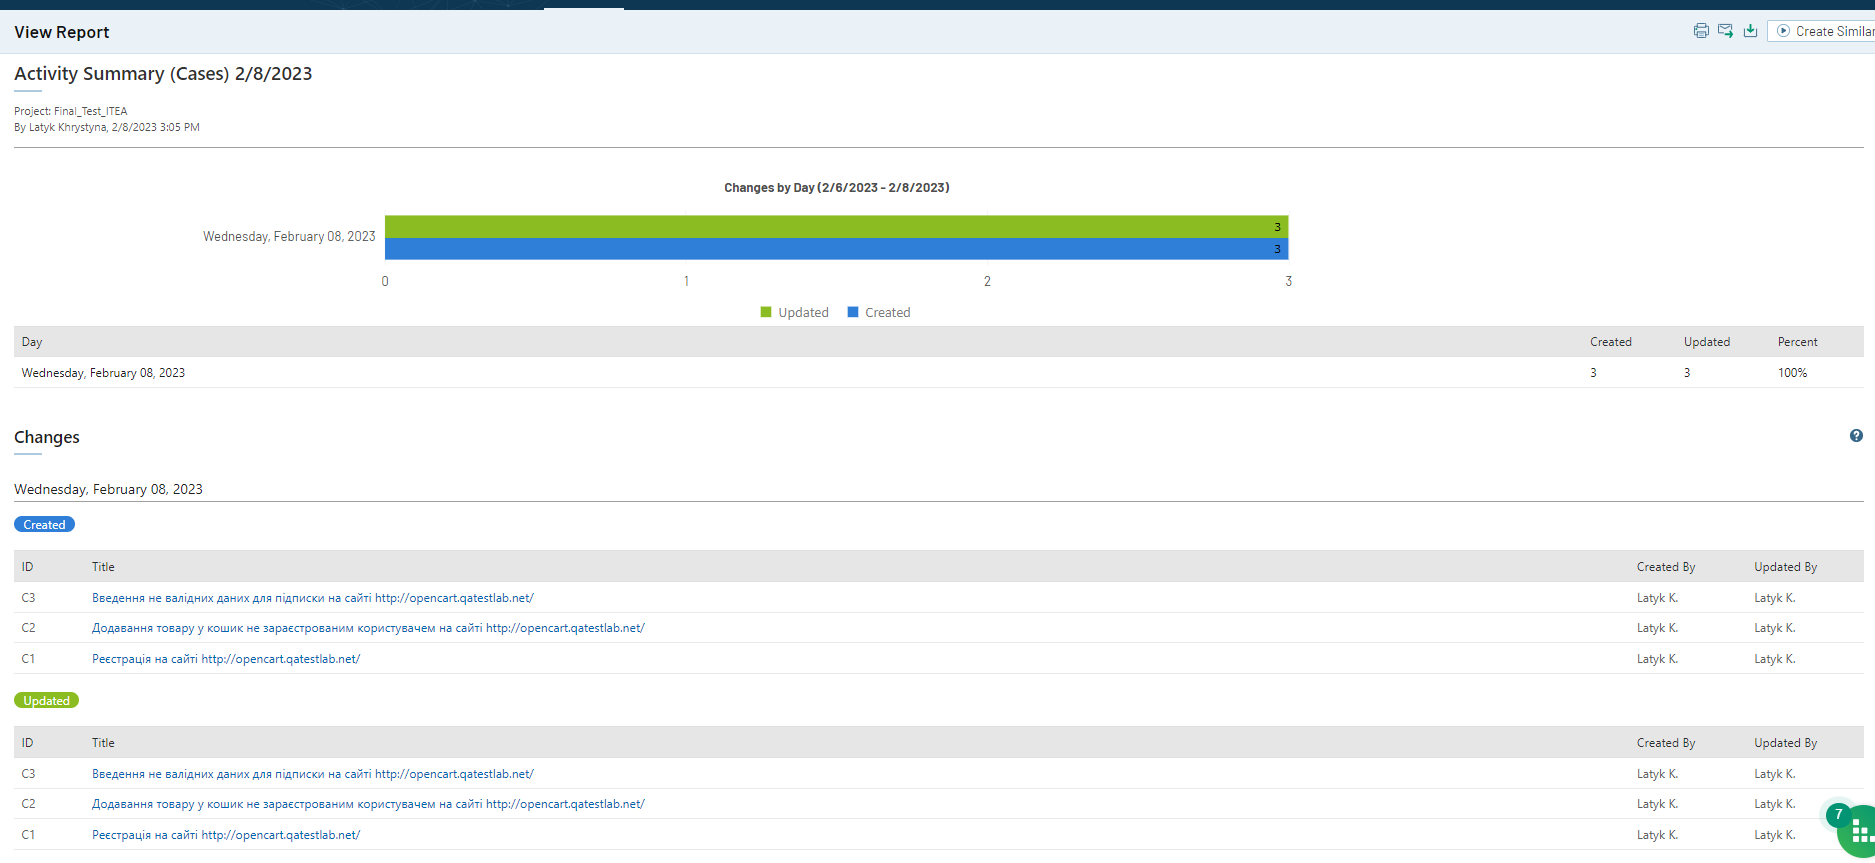 View Report
Create Similar
Activity Summary (Cases) 2/8/2023
Project: Final_Test_ITEA
By Latyk Khrystyna, 2/8/2023 3:05 PM
Changes by Day (2/6/2023 - 2/8/2023)
Wednesday, February 08, 2023
3
3
0 1 2 3
Updated Created
Day Created Updated Percent
Wednesday, February 08, 2023 3 3 100%
Changes
?
Wednesday, February 08, 2023
Created
ID Title Created By Updated By
C3 Введення не валідних даних для підписки на сайті http://opencart.qatestlab.net/ Latyk K. Latyk K.
C2 Додавання товару у кошик не зараєстрованим користувачем на сайті http://opencart.qatestlab.net/ Latyk K. Latyk K.
C1 Реєстрація на сайті http://opencart.qatestlab.net/ Latyk K. Latyk K.
Updated
ID Title Created By Updated By
C3 Введення не валідних даних для підписки на сайті http://opencart.qatestlab.net/ Latyk K. Latyk K.
C2 Додавання товару у кошик не зараєстрованим користувачем на сайті http://opencart.qatestlab.net/ Latyk K. Latyk K.
7
C1 Реєстрація на сайті http://opencart.qatestlab.net/ Latyk K. Latyk K.